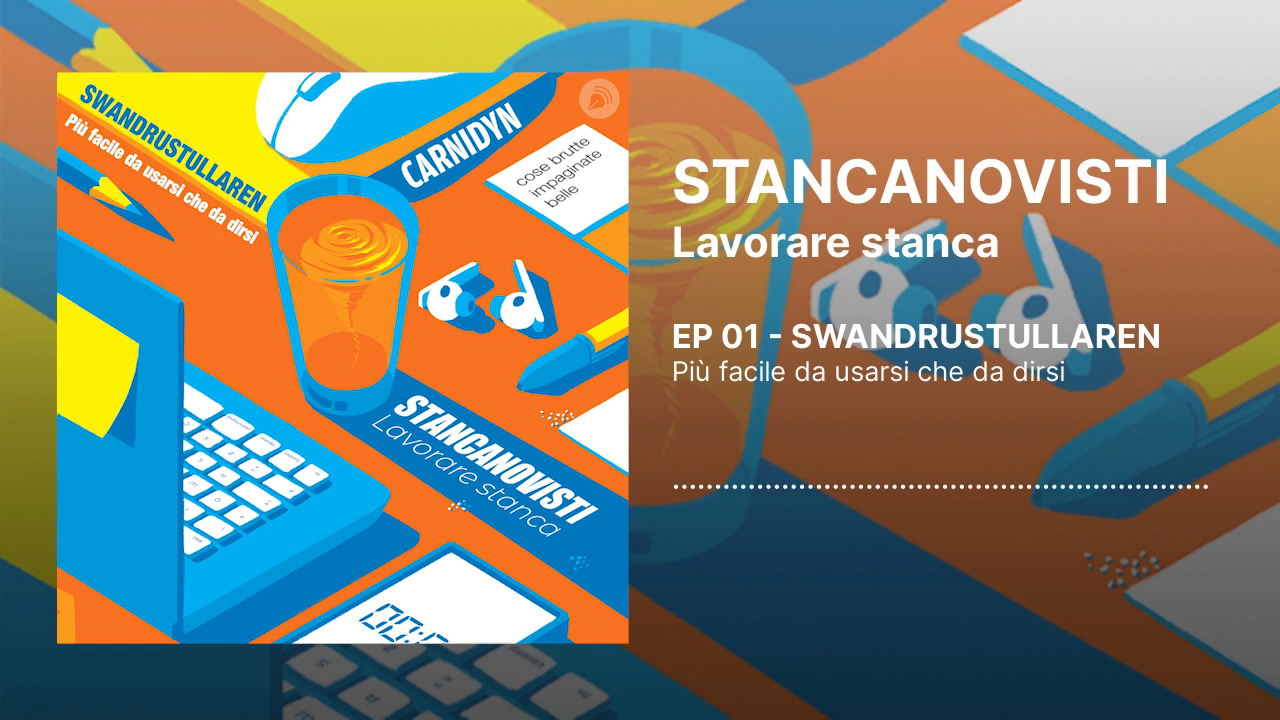 SWANDRUSTULLAREN
Più facile da usarsi che da dirsi
CARNIDYN
cose brutte
impaginate
belle
STANCANOVISTI
Lavorare stanca
STANCANOVISTI
Lavorare stanca
EP 01 - SWANDRUSTULLAREN
Più facile da usarsi che da dirsi